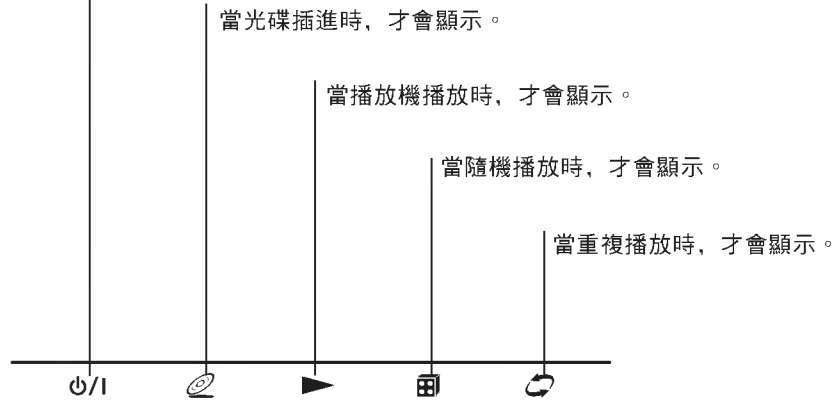 當光碟插進時，才會顯示。
當播放機播放時，才會顯示。
當隨機播放時，才會顯示。
當重複播放時，才會顯示。
⏻/I